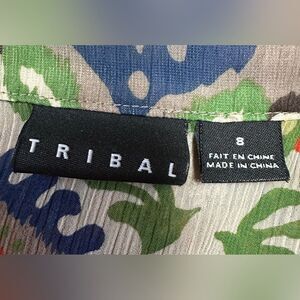 TRIBAL
8
FAIT EN CHINE
MADE IN CHINA